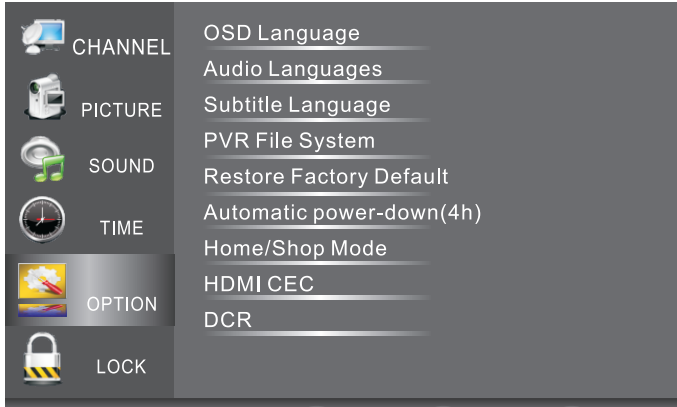 CHANNEL
PICTURE
SOUND
TIME
OPTION
LOCK
OSD Language
Audio Languages
Subtitle Language
PVR File System
Restore Factory Default
Automatic power-down(4h)
Home/Shop Mode
HDMI CEC
DCR